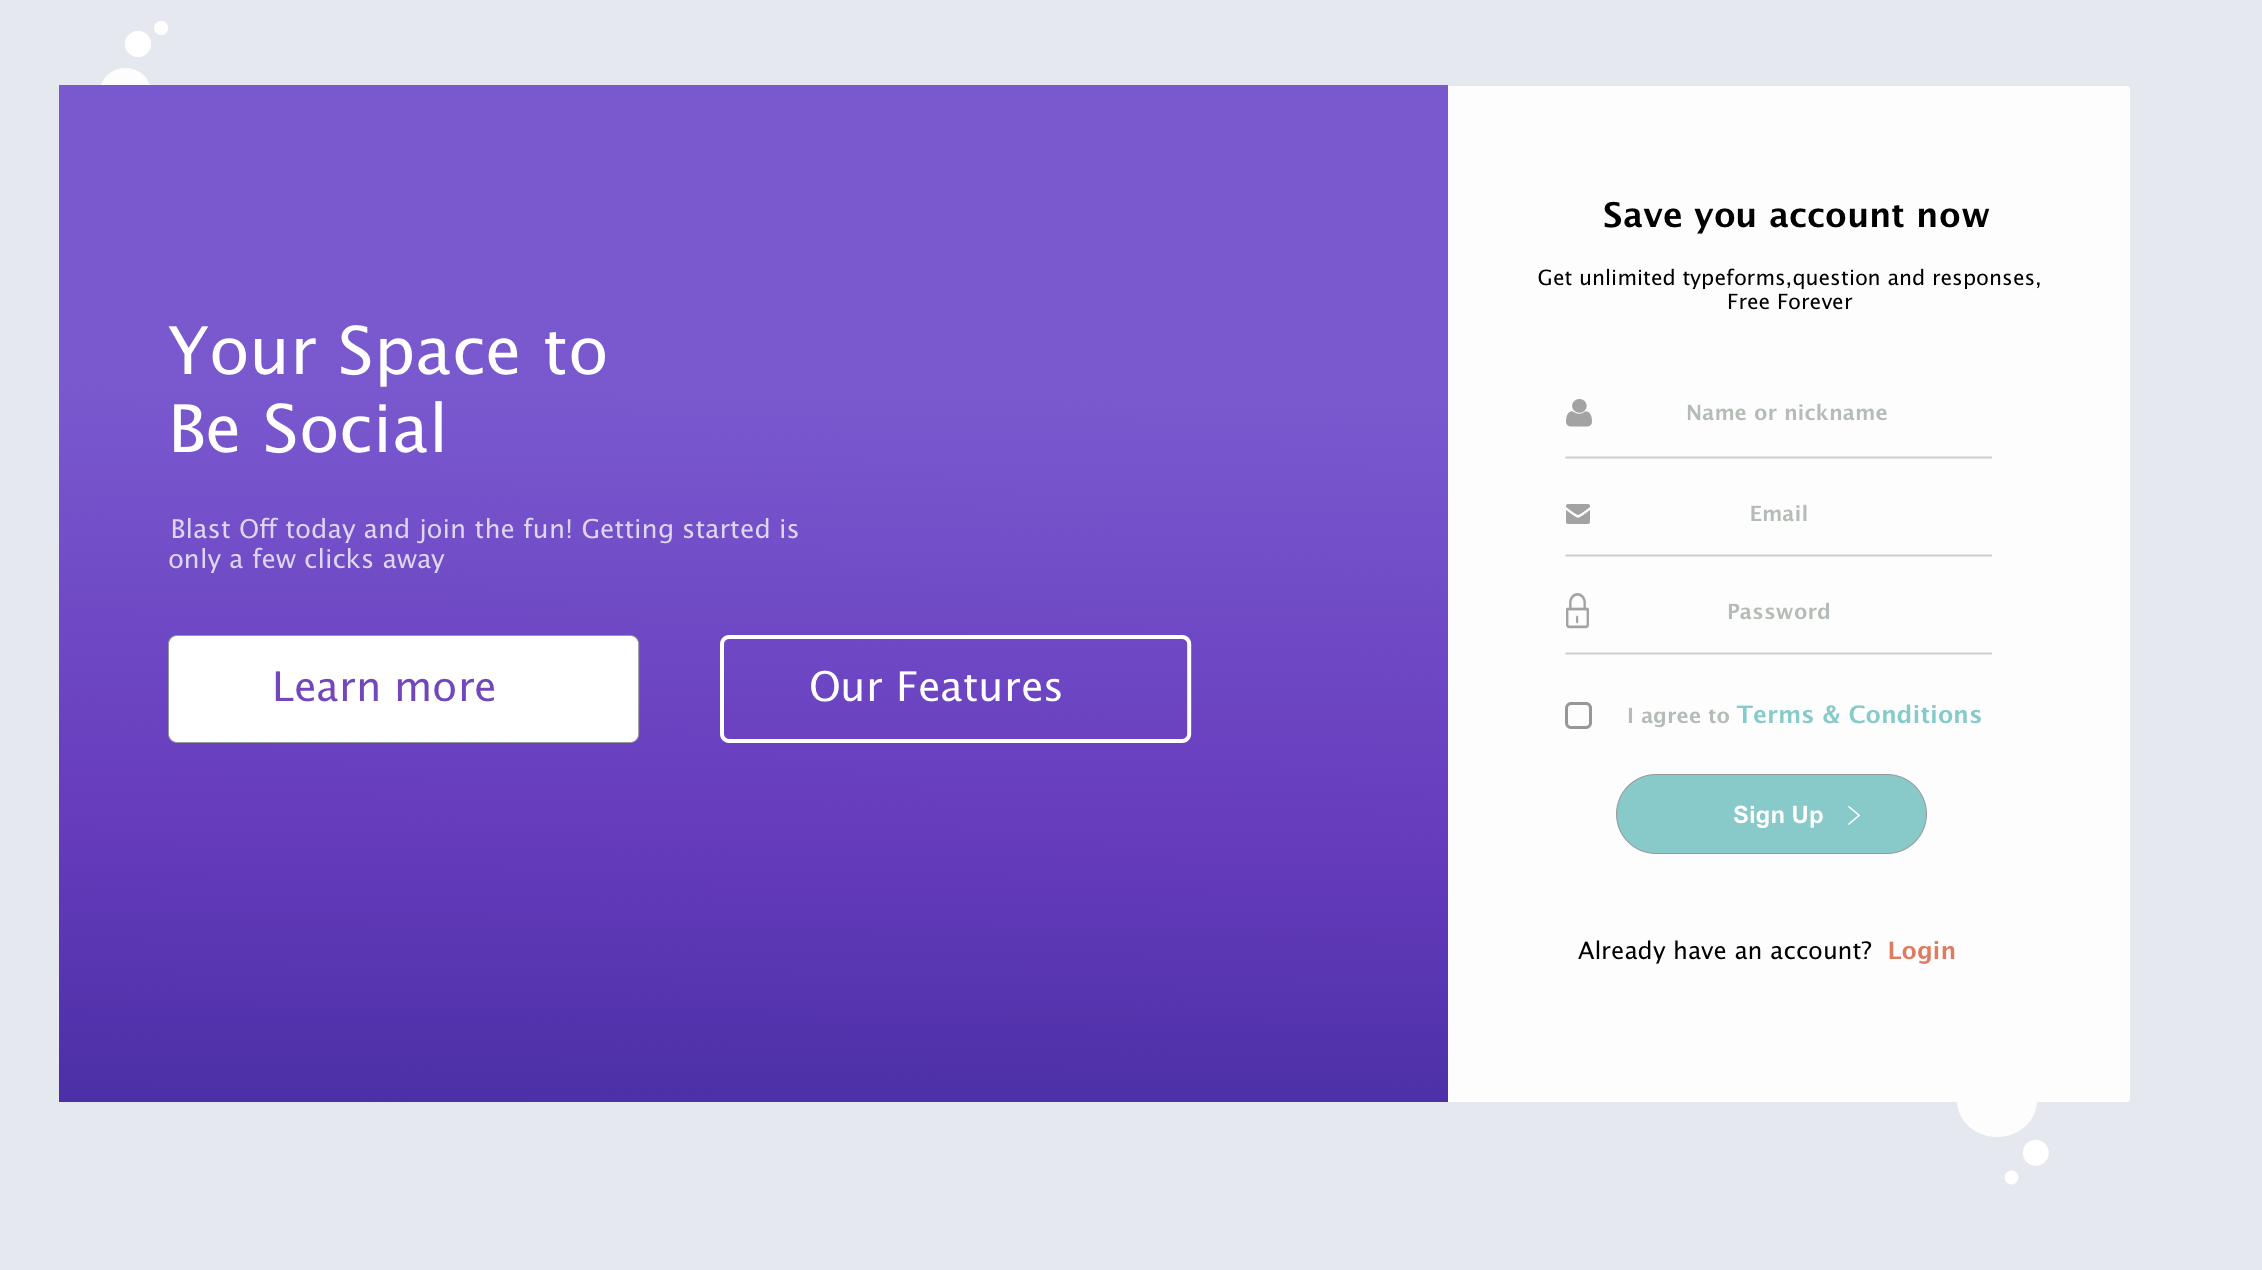 Your Space to
Be Social
Blast Off today and join the fun! Getting started is
only a few clicks away
Learn more
Our Features
Save you account now
Get unlimited typeforms,question and responses,
Free Forever
Name or nickname
Email
Password
I agree to Terms & Conditions
Sign Up
Already have an account? Login